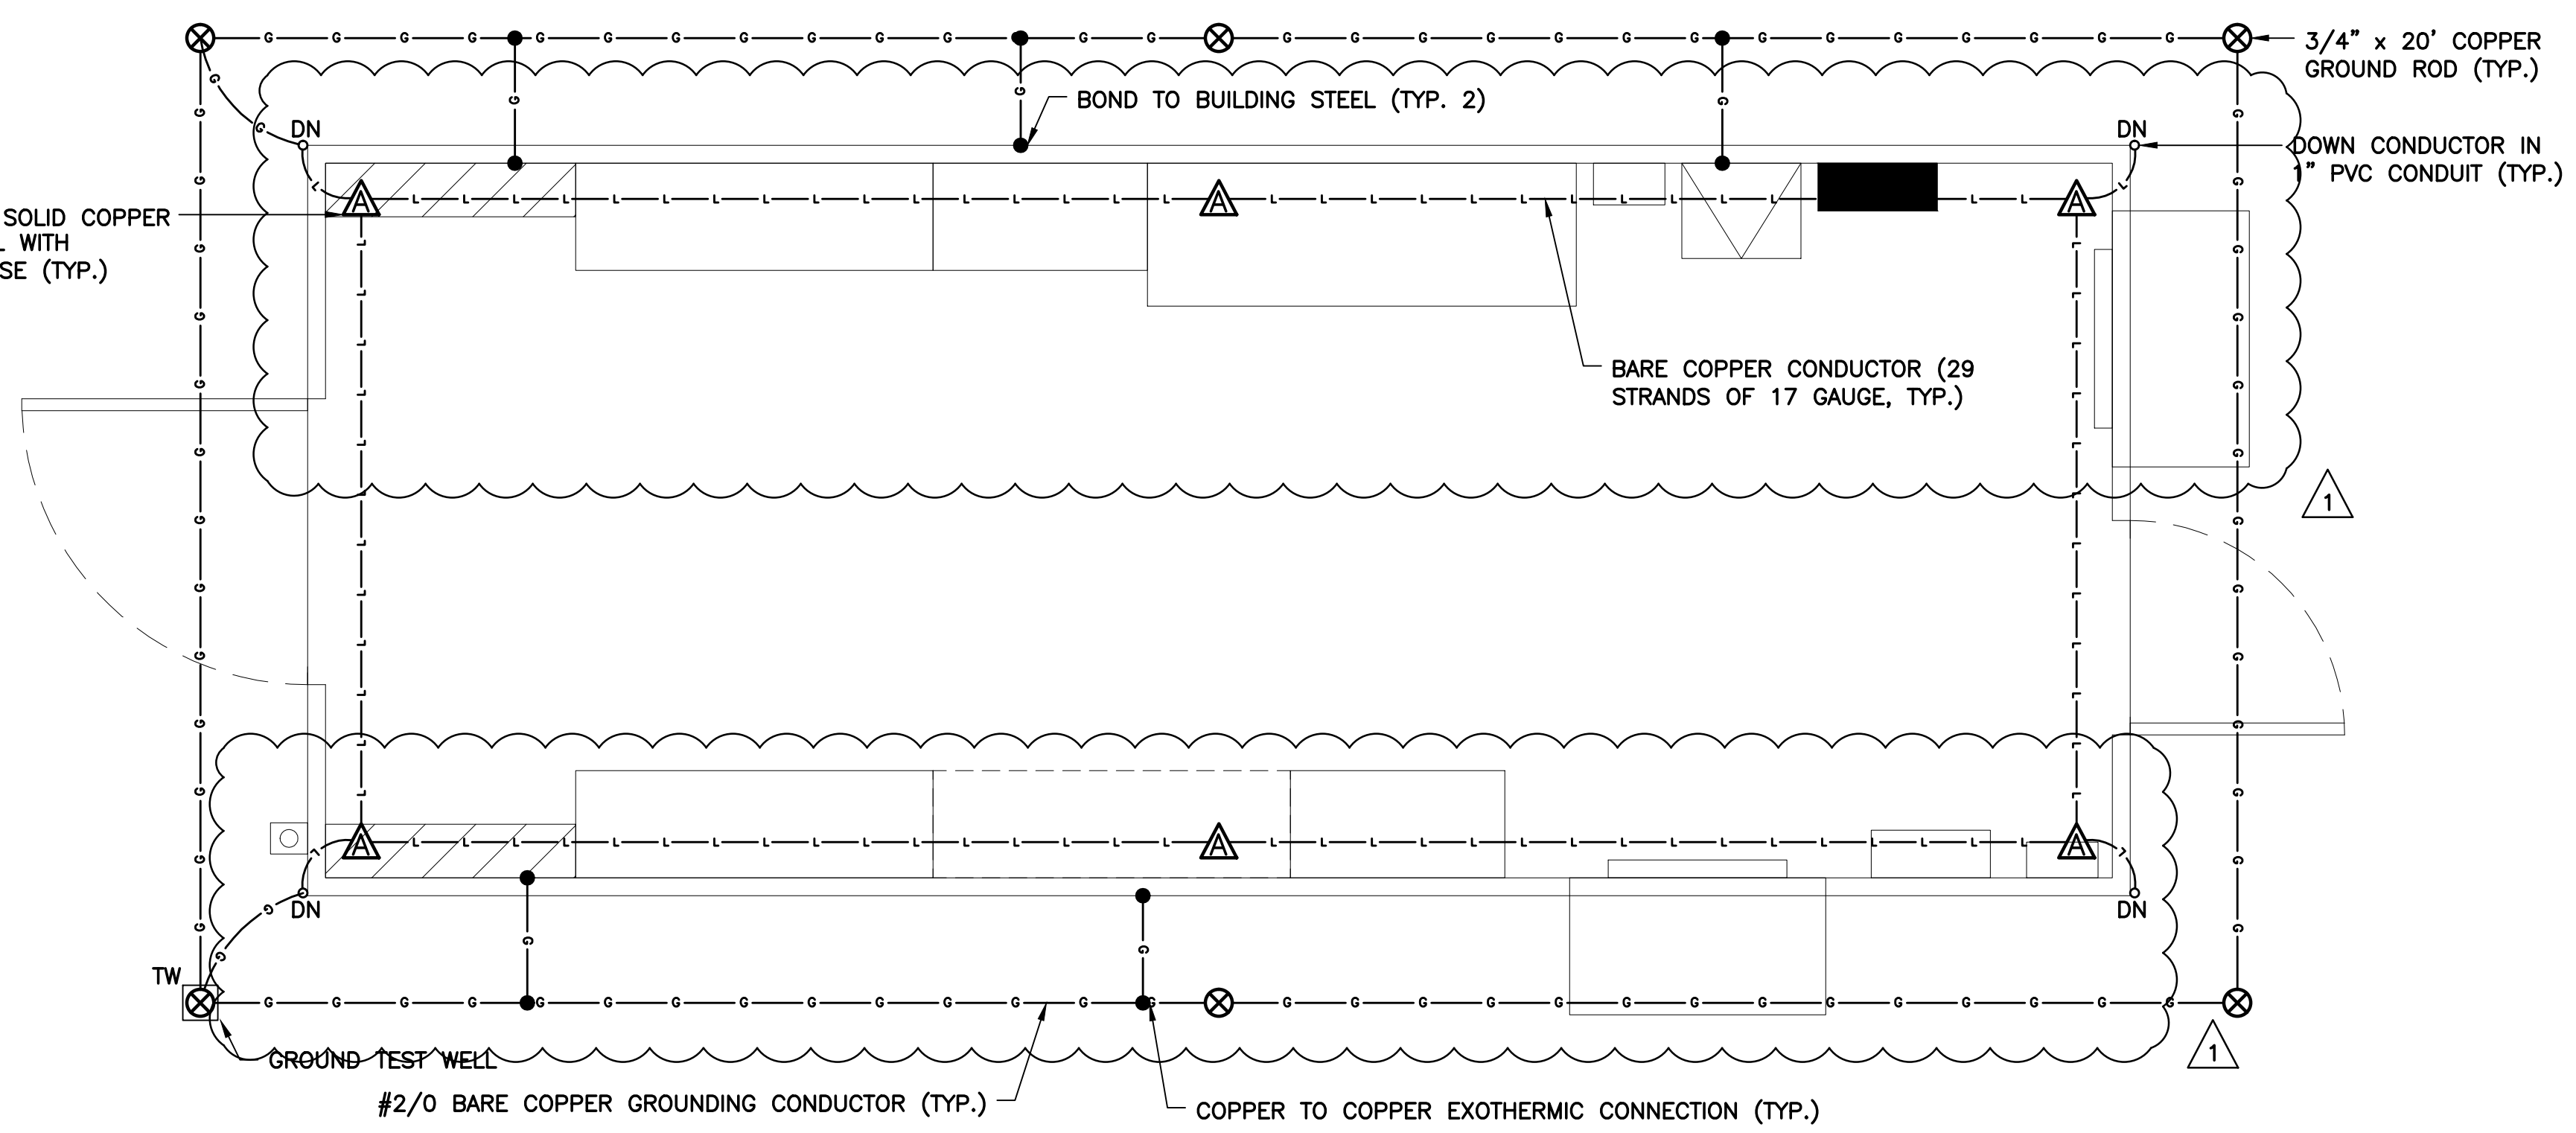 3/4" x 20' COPPER
GROUND ROD (TYP.)
BOND TO BUILDING STEEL (TYP. 2)
DN
DN
DOWN CONDUCTOR IN
1" PVC CONDUIT (TYP.)
SOLID COPPER
WITH
(TYP.)
A
A
A
BARE COPPER CONDUCTOR (29
STRANDS OF 17 GAUGE, TYP.)
1
A
A
A
DN
DN
TW
GROUND TEST WELL
1
#2/0 BARE COPPER GROUNDING CONDUCTOR (TYP.)
COPPER TO COPPER EXOTHERMIC CONNECTION (TYP.)